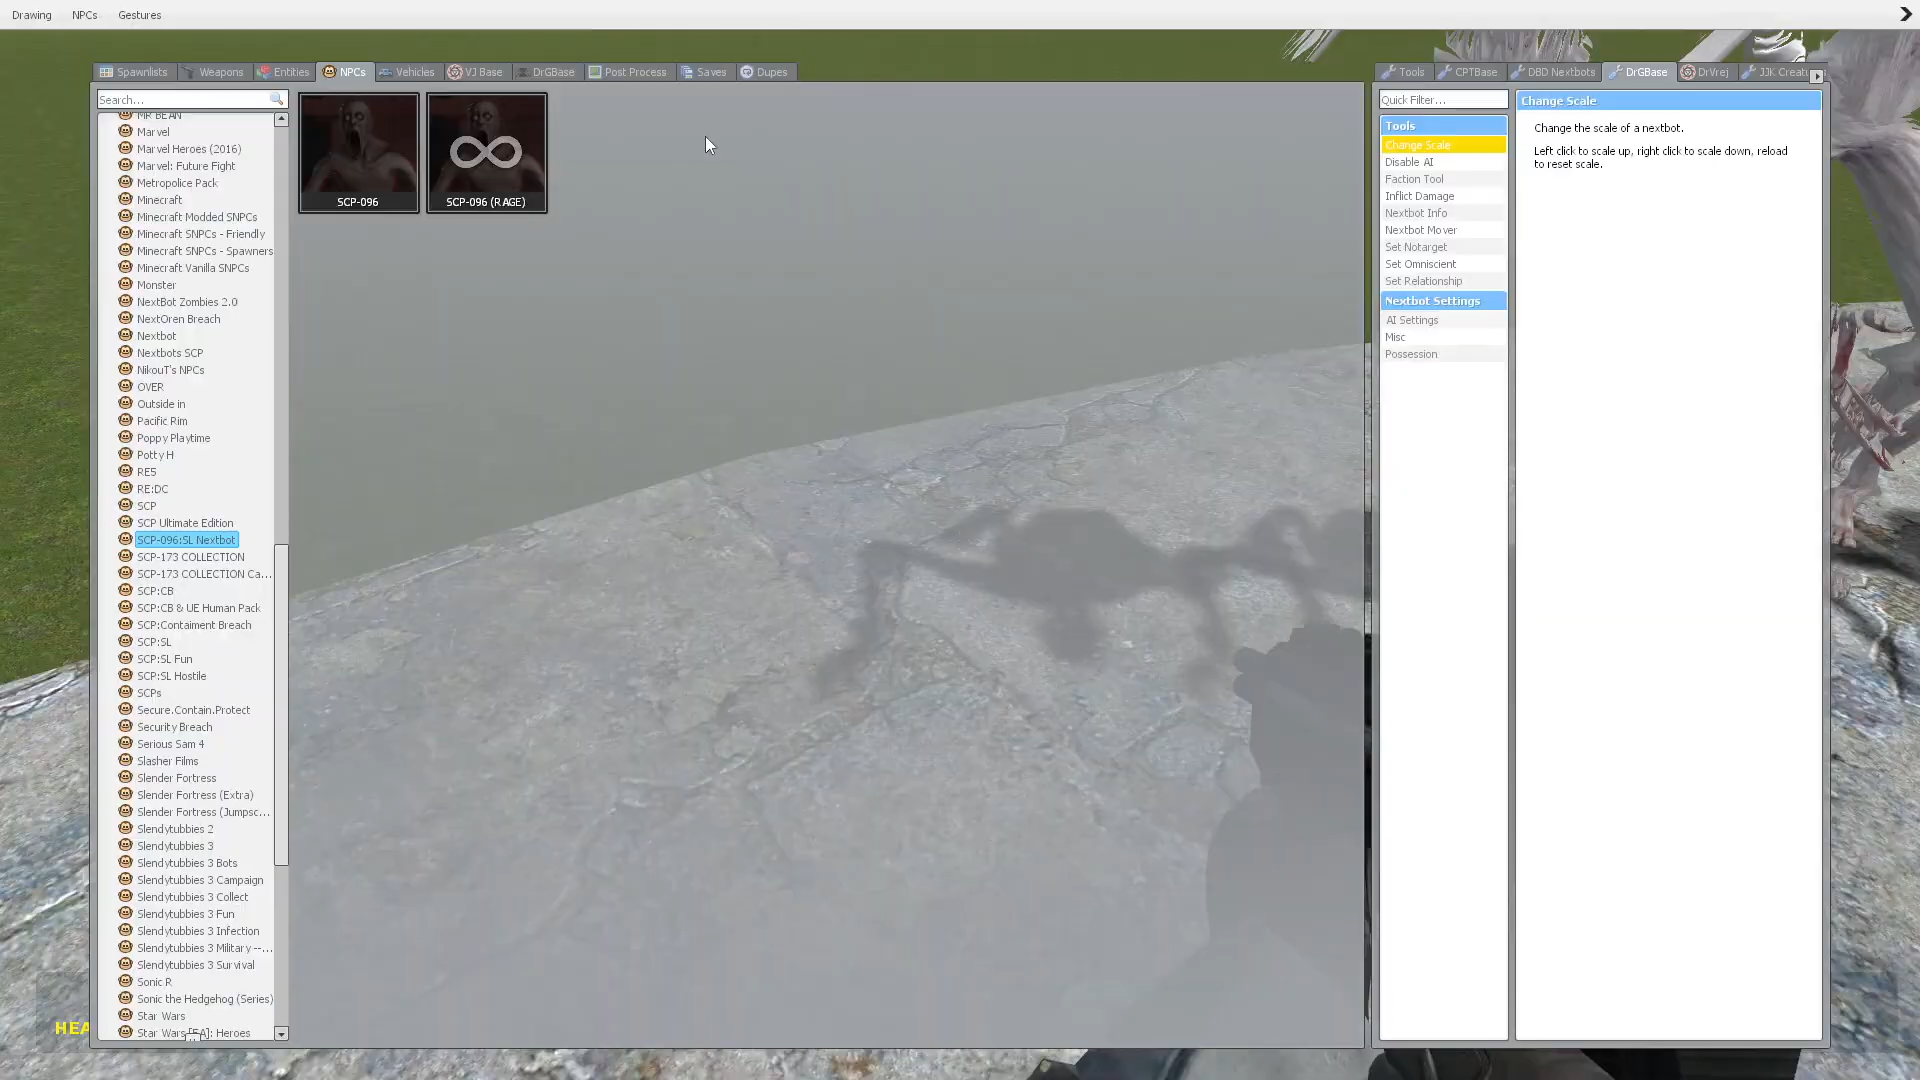 Drawing NPCs Gestures
Spawnlists Weapons Entities NPCs Vehicles VJ Base DrGBase Post Process Saves Dupes
Search...
MR BEAN
Marvel
Marvel Heroes (2016)
Marvel: Future Fight
Metropolice Pack
Minecraft
Minecraft Modded SNPCs
Minecraft SNPCs - Friendly
Minecraft SNPCs - Spawners
Minecraft Vanilla SNPCs
Monster
NextBot Zombies 2.0
NextOren Breach
Nextbot
Nextbots SCP
NikouT's NPCs
OVER
Outside in
Pacific Rim
Poppy Playtime
Potty H
RE5
RE:DC
SCP
SCP Ultimate Edition
SCP-096:SL Nextbot
SCP-173 COLLECTION
SCP-173 COLLECTION Ca...
SCP:CB
SCP:CB & UE Human Pack
SCP:Contaiment Breach
SCP:SL
SCP:SL Fun
SCP:SL Hostile
SCPs
Secure.Contain.Protect
Security Breach
Serious Sam 4
Slasher Films
Slender Fortress
Slender Fortress (Extra)
Slender Fortress (Jumpsc...
Slendytubbies 2
Slendytubbies 3
Slendytubbies 3 Bots
Slendytubbies 3 Campaign
Slendytubbies 3 Collect
Slendytubbies 3 Fun
Slendytubbies 3 Infection
Slendytubbies 3 Military --...
Slendytubbies 3 Survival
Sonic R
Sonic the Hedgehog (Series)
Star Wars
Star Wars [EA]: Heroes
SCP-096
SCP-096 (RAGE)
Tools CPTBase DBD Nextbots DrGBase DrVrej JJK Creatu
Quick Filter...
Tools
Change Scale
Disable AI
Faction Tool
Inflict Damage
Nextbot Info
Nextbot Mover
Set Notarget
Set Omniscient
Set Relationship
Nextbot Settings
AI Settings
Misc
Possession
Change Scale
Change the scale of a nextbot.
Left click to scale up, right click to scale down, reload
to reset scale.
HEA